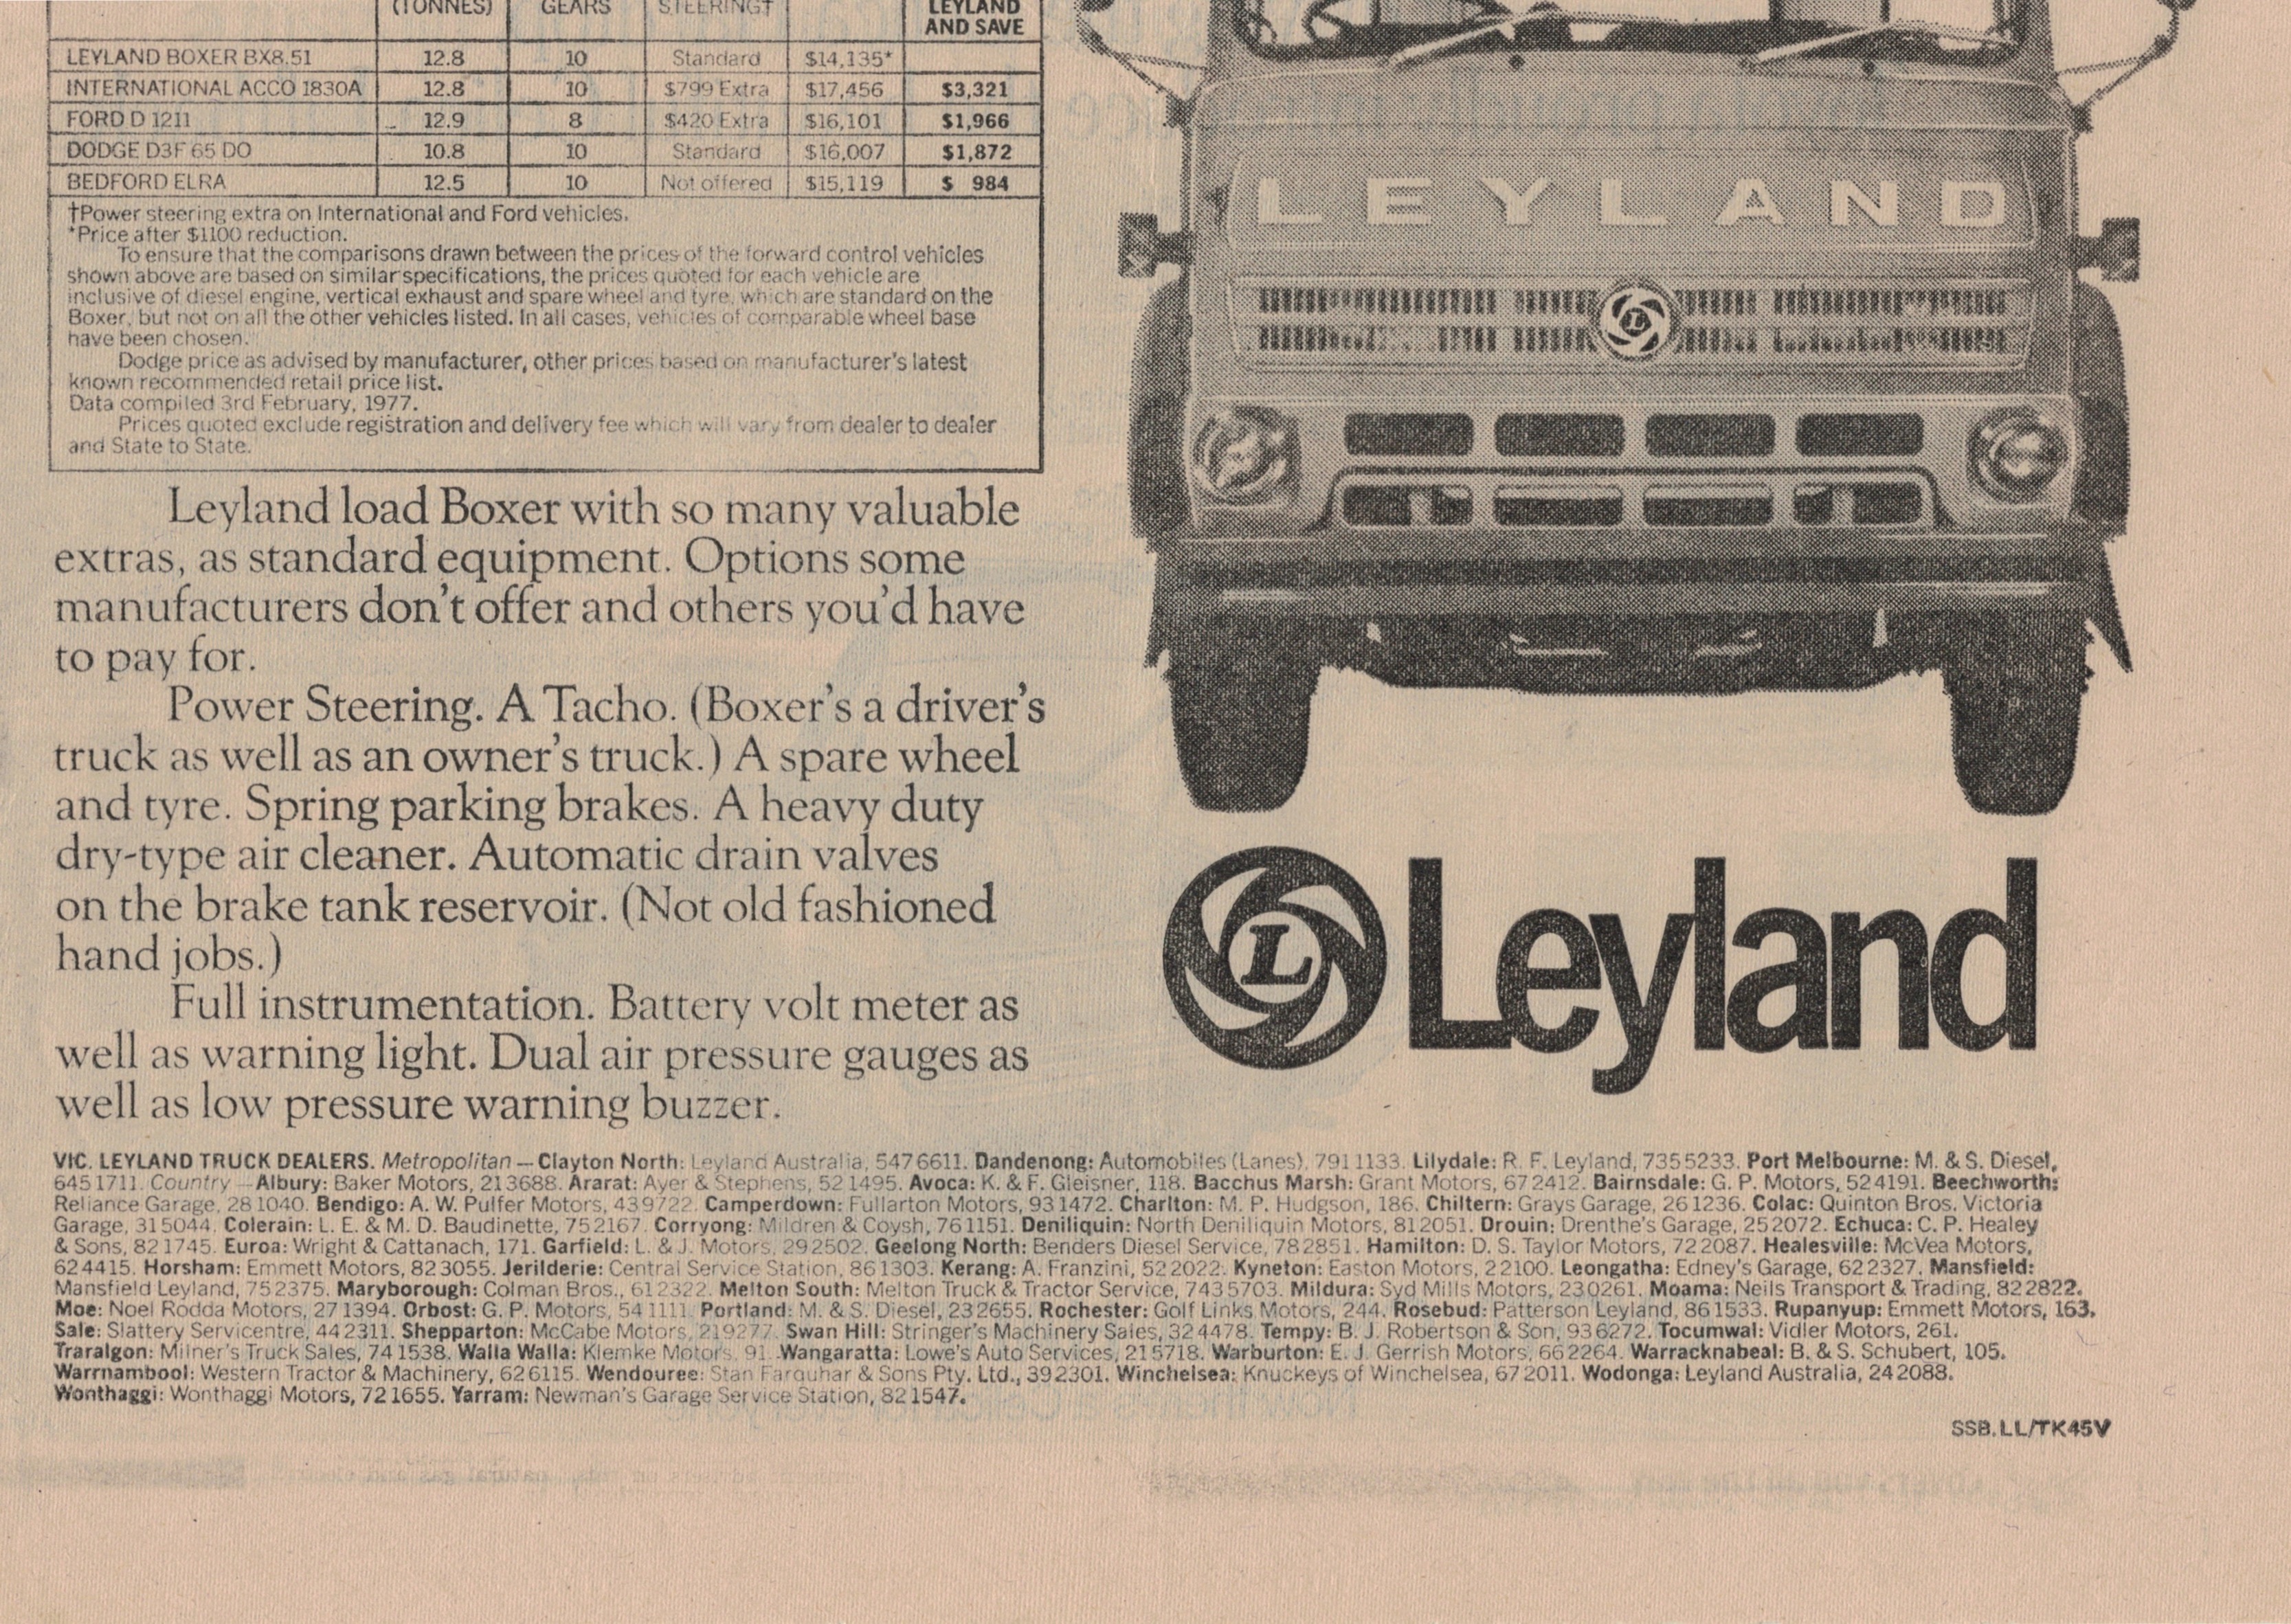 (TONNES) GEARS STEERING† LEYLAND
AND SAVE
LEYLAND BOXER BX8.51 12.8 10 Standard $14,135*
INTERNATIONAL ACCO 1830A 12.8 10 $799 Extra $17,456 $3,321
FORD D 1211 12.9 8 $420 Extra $16,101 $1,966
DODGE D3F 65 DO 10.8 10 Standard $16,007 $1,872
BEDFORD ELRA 12.5 10 Not offered $15,119 $ 984
†Power steering extra on International and Ford vehicles.
*Price after $1100 reduction.
To ensure that the comparisons drawn between the prices of the forward control vehicles
shown above are based on similar specifications, the prices quoted for each vehicle are
inclusive of diesel engine, vertical exhaust and spare wheel and tyre, which are standard on the
Boxer, but not on all the other vehicles listed. In all cases, vehicles of comparable wheel base
have been chosen.
Dodge price as advised by manufacturer, other prices based on manufacturer's latest
known recommended retail price list.
Data compiled 3rd February, 1977.
Prices quoted exclude registration and delivery fee which will vary from dealer to dealer
and State to State.
Leyland load Boxer with so many valuable
extras, as standard equipment. Options some
manufacturers don't offer and others you'd have
to pay for.
Power Steering. A Tacho. (Boxer's a driver's
truck as well as an owner's truck.) A spare wheel
and tyre. Spring parking brakes. A heavy duty
dry-type air cleaner. Automatic drain valves
on the brake tank reservoir. (Not old fashioned
hand jobs.)
Full instrumentation. Battery volt meter as
well as warning light. Dual air pressure gauges as
well as low pressure warning buzzer.
LEYLAND
L
L Leyland
VIC. LEYLAND TRUCK DEALERS. Metropolitan — Clayton North: Leyland Australia, 547 6611. Dandenong: Automobiles (Lanes), 791 1133. Lilydale: R. F. Leyland, 735 5233. Port Melbourne: M. & S. Diesel,
645 1711. Country — Albury: Baker Motors, 21 3688. Ararat: Ayer & Stephens, 52 1495. Avoca: K. & F. Gleisner, 118. Bacchus Marsh: Grant Motors, 67 2412. Bairnsdale: G. P. Motors, 52 4191. Beechworth:
Reliance Garage, 28 1040. Bendigo: A. W. Pulfer Motors, 43 9722. Camperdown: Fullarton Motors, 93 1472. Charlton: M. P. Hudgson, 186. Chiltern: Grays Garage, 26 1236. Colac: Quinton Bros. Victoria
Garage, 31 5044. Colerain: L. E. & M. D. Baudinette, 75 2167. Corryong: Mildren & Coysh, 76 1151. Deniliquin: North Deniliquin Motors, 81 2051. Drouin: Drenthe's Garage, 25 2072. Echuca: C. P. Healey
& Sons, 82 1745. Euroa: Wright & Cattanach, 171. Garfield: L. & J. Motors, 29 2502. Geelong North: Benders Diesel Service, 78 2851. Hamilton: D. S. Taylor Motors, 72 2087. Healesville: McVea Motors,
62 4415. Horsham: Emmett Motors, 82 3055. Jerilderie: Central Service Station, 86 1303. Kerang: A. Franzini, 52 2022. Kyneton: Easton Motors, 2 2100. Leongatha: Edney's Garage, 62 2327. Mansfield:
Mansfield Leyland, 75 2375. Maryborough: Colman Bros., 61 2322. Melton South: Melton Truck & Tractor Service, 743 5703. Mildura: Syd Mills Motors, 23 0261. Moama: Neils Transport & Trading, 82 2822.
Moe: Noel Rodda Motors, 27 1394. Orbost: G. P. Motors, 54 1111. Portland: M. & S. Diesel, 23 2655. Rochester: Golf Links Motors, 244. Rosebud: Patterson Leyland, 86 1533. Rupanyup: Emmett Motors, 163.
Sale: Slattery Servicentre, 44 2311. Shepparton: McCabe Motors, 21 9277. Swan Hill: Stringer's Machinery Sales, 32 4478. Tempy: B. J. Robertson & Son, 93 6272. Tocumwal: Vidler Motors, 261.
Traralgon: Milner's Truck Sales, 74 1538. Walla Walla: Klemke Motors, 91. Wangaratta: Lowe's Auto Services, 21 5718. Warburton: E. J. Gerrish Motors, 66 2264. Warracknabeal: B. & S. Schubert, 105.
Warrnambool: Western Tractor & Machinery, 62 6115. Wendouree: Stan Farquhar & Sons Pty. Ltd., 39 2301. Winchelsea: Knuckeys of Winchelsea, 67 2011. Wodonga: Leyland Australia, 24 2088.
Wonthaggi: Wonthaggi Motors, 72 1655. Yarram: Newman's Garage Service Station, 82 1547.
SSB.LL/TK45V